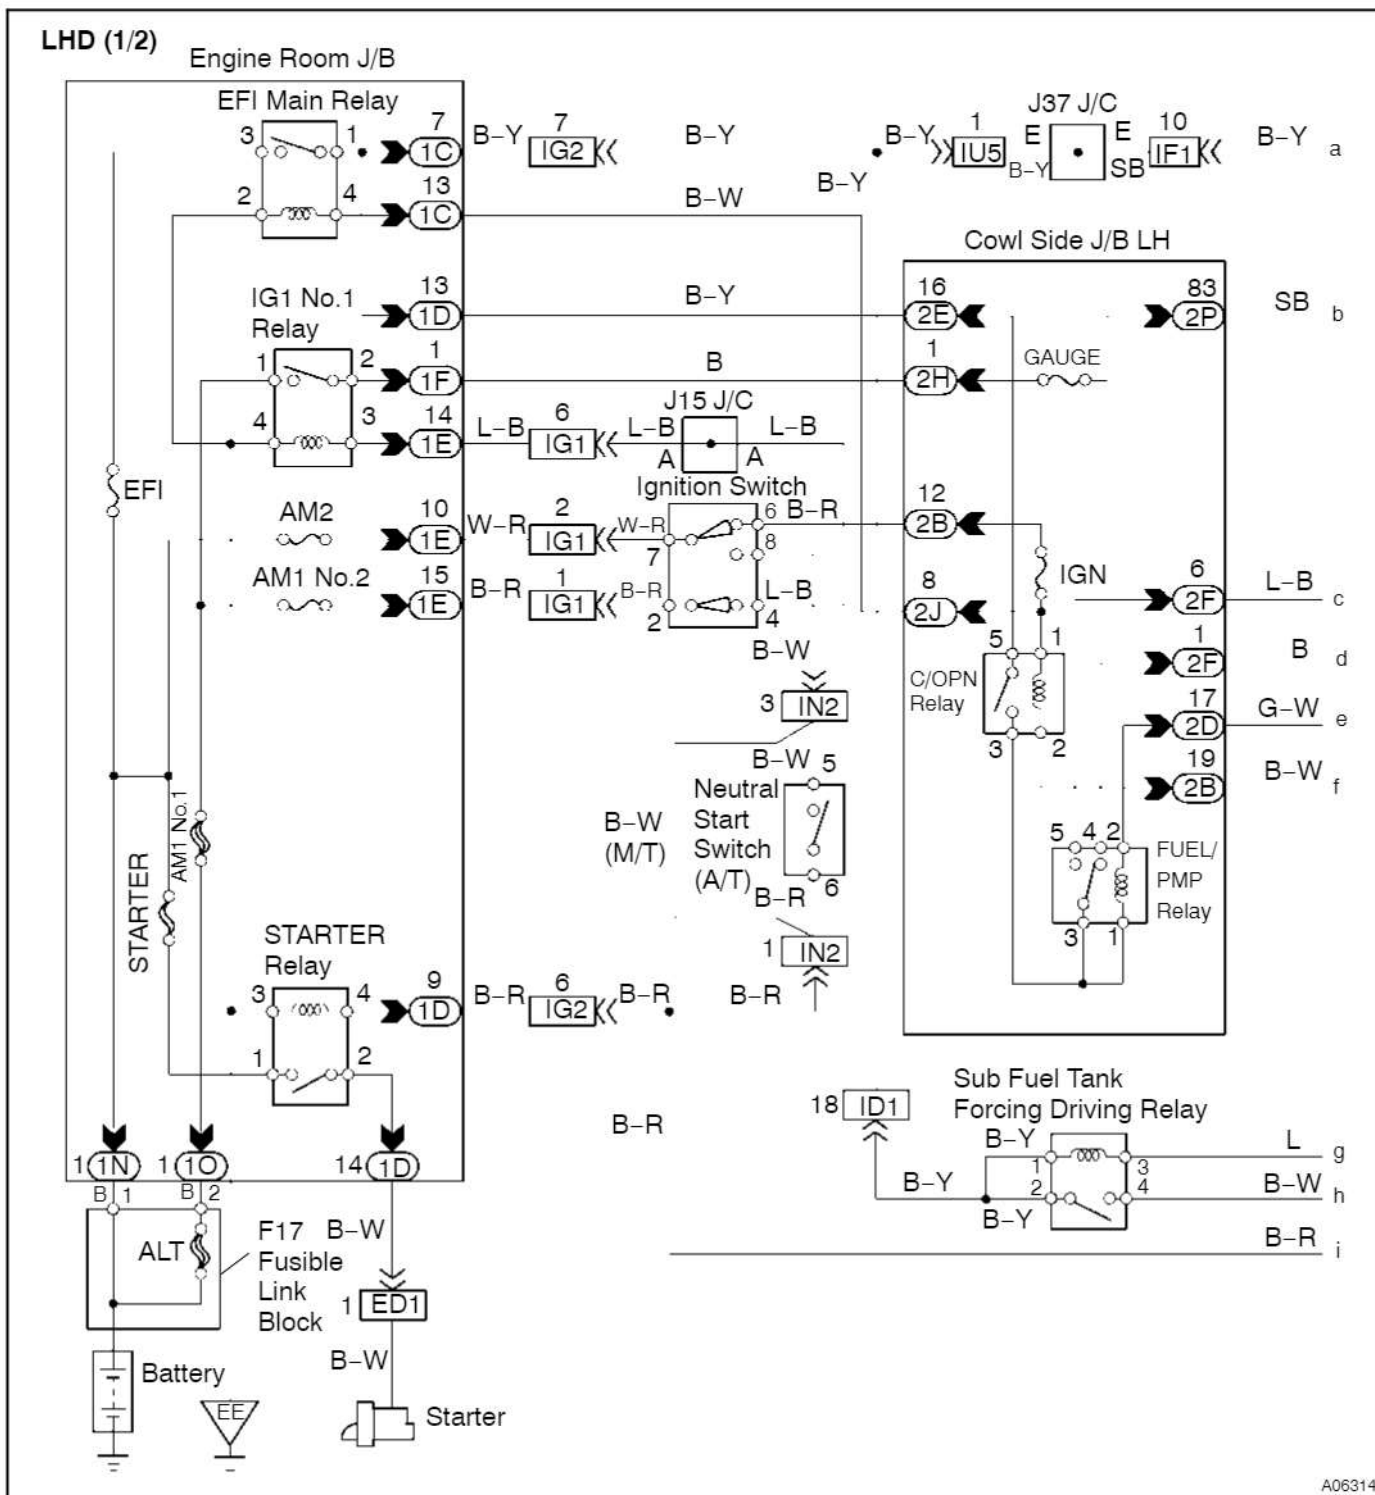 LHD (1/2)
Engine Room J/B
EFI Main Relay
J37 J/C
3 1 7 B–Y 7 B–Y B–Y 1 E E 10 B–Y a
1C IG2 IU5 B–Y SB IF1
B–Y
2 4 13 B–W
1C
Cowl Side J/B LH
IG1 No.1
Relay
13 B–Y 16 83 SB b
1D 2E 2P
1 2 1 B 1 GAUGE
1F 2H
J15 J/C
4 3 14 L–B 6 L–B L–B
1E IG1 A A
Ignition Switch
EFI
AM2 10 W–R 2 W–R 6 B–R 12
1E IG1 7 8 2B
IGN
AM1 No.2 15 B–R 1 B–R L–B 8 6 L–B c
1E IG1 2 4 2J 2F
B–W
5 1 1 B d
2F
C/OPN
Relay
3 IN2
3 2
17 G–W e
2D
B–W 5
19 B–W f
2B
Neutral
Start
Switch
(A/T)
6
B–W
(M/T)
AM1 No.1
STARTER
5 4 2 FUEL/
PMP
Relay
3 1
B–R
1 IN2
STARTER
Relay
3 4 9 B–R 6 B–R B–R
1D IG2
1 2
Sub Fuel Tank
Forcing Driving Relay
18 ID1
B–R
B–Y 1 3 L g
B–Y 2 4 B–W h
B–Y
B–R i
1 1N 1 1O 14 1D
B 1 B 2
ALT
F17
Fusible
Link
Block
B–W
1 ED1
B–W
Battery
EE
Starter
A06314